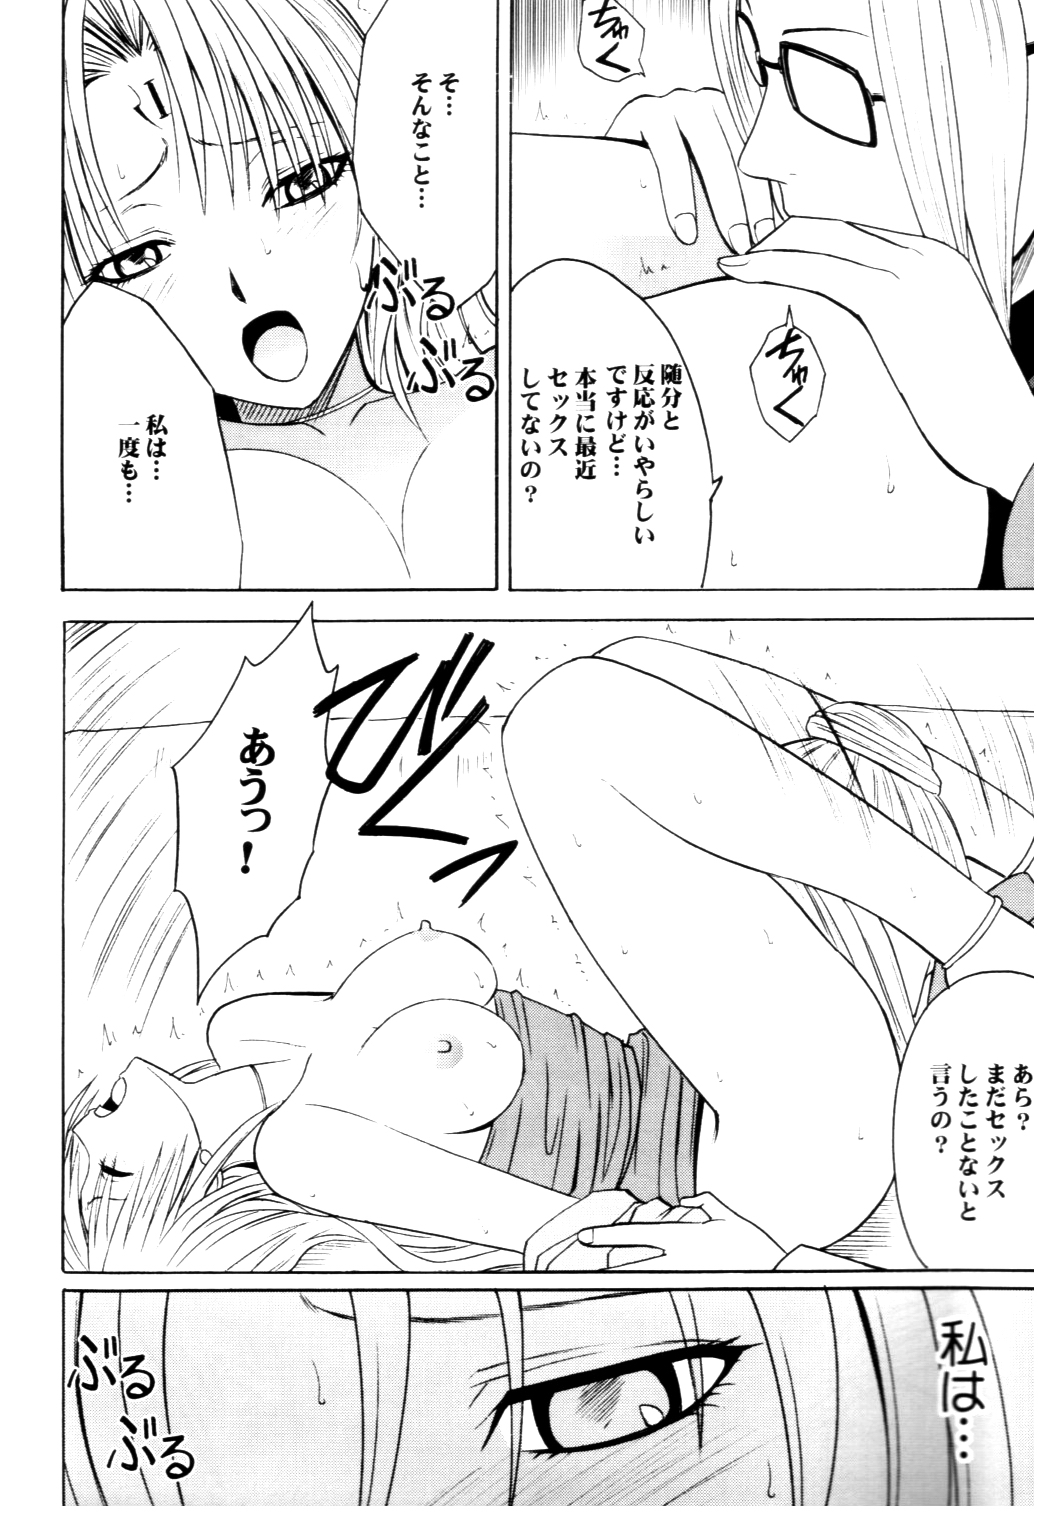 ちゅく
ちゅく
随分と
反応がいやらしい
ですけど…
本当に最近
セックス
してないの？
そ…
そんなこと…
ぶる
ぶる
私は…
一度も…
あら？
まだセックス
したことないと
言うの？
びくっ
あうっ！
私は…
ぶる
ぶる